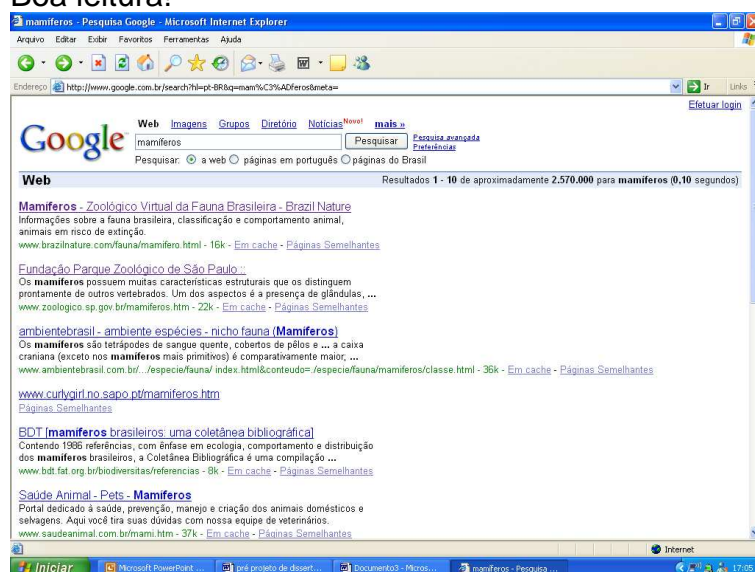 Boa leitura!
mamíferos - Pesquisa Google - Microsoft Internet Explorer
Arquivo Editar Exibir Favoritos Ferramentas Ajuda
Endereço http://www.google.com.br/search?hl=pt-BR&q=mam%C3%ADferos&meta= Ir Links
Efetuar login
Google
Web Imagens Grupos Diretório Notícias Novo! mais »
mamíferos Pesquisar Pesquisa avançada
Preferências
Pesquisar: a web páginas em português páginas do Brasil
Web Resultados 1 - 10 de aproximadamente 2.570.000 para mamíferos (0,10 segundos)
Mamíferos - Zoológico Virtual da Fauna Brasileira - Brazil Nature
Informações sobre a fauna brasileira, classificação e comportamento animal,
animais em risco de extinção.
www.brazilnature.com/fauna/mamifero.html - 16k - Em cache - Páginas Semelhantes
Fundação Parque Zoológico de São Paulo ::
Os mamíferos possuem muitas características estruturais que os distinguem
prontamente de outros vertebrados. Um dos aspectos é a presença de glândulas, ...
www.zoologico.sp.gov.br/mamiferos.htm - 22k - Em cache - Páginas Semelhantes
ambientebrasil - ambiente espécies - nicho fauna (Mamíferos)
Os mamíferos são tetrápodes de sangue quente, cobertos de pêlos e ... a caixa
craniana (exceto nos mamíferos mais primitivos) é comparativamente maior, ...
www.ambientebrasil.com.br/.../especie/fauna/ index.html&conteudo=./especie/fauna/mamiferos/classe.html - 36k - Em cache - Páginas Semelhantes
www.curlygirl.no.sapo.pt/mamiferos.htm
Páginas Semelhantes
BDT [mamíferos brasileiros: uma coletânea bibliográfica]
Contendo 1986 referências, com ênfase em ecologia, comportamento e distribuição
dos mamíferos brasileiros, a Coletânea Bibliográfica é uma compilação ...
www.bdt.fat.org.br/biodiversitas/referencias - 8k - Em cache - Páginas Semelhantes
Saúde Animal - Pets - Mamíferos
Portal dedicado à saúde, prevenção, manejo e criação dos animais domésticos e
selvagens. Aqui você tira suas dúvidas com nossa equipe de veterinários.
www.saudeanimal.com.br/mami.htm - 37k - Em cache - Páginas Semelhantes
Internet
Iniciar Microsoft PowerPoint ... pré projeto de dissert... Documento3 - Micros... mamíferos - Pesquisa ... 17:05